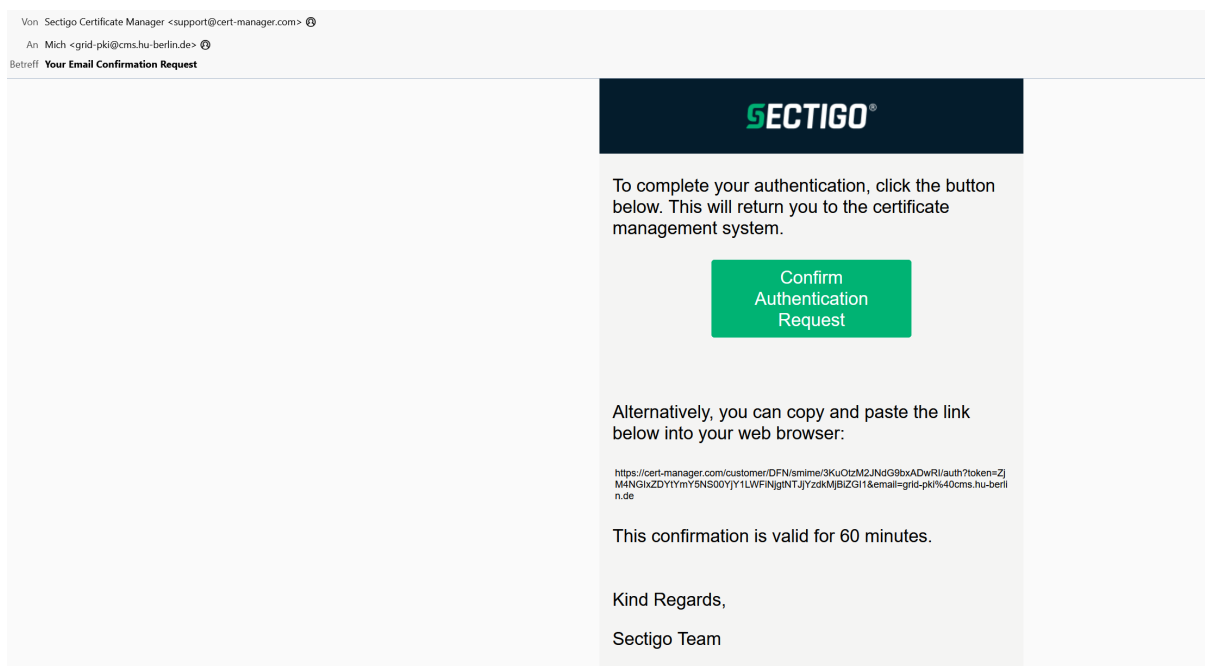 Von Sectigo Certificate Manager <support@cert-manager.com>
An Mich <grid-pki@cms.hu-berlin.de>
Betreff Your Email Confirmation Request
SECTIGO®
To complete your authentication, click the button
below. This will return you to the certificate
management system.
Confirm
Authentication
Request
Alternatively, you can copy and paste the link
below into your web browser:
https://cert-manager.com/customer/DFN/smime/3KuOtzM2JNdG9bxADwRI/auth?token=Zj
M4NGIxZDYtYmY5NS00YjY1LWFiNjgtNTJjYzdkMjBiZGI1&email=grid-pki%40cms.hu-berli
n.de
This confirmation is valid for 60 minutes.
Kind Regards,
Sectigo Team